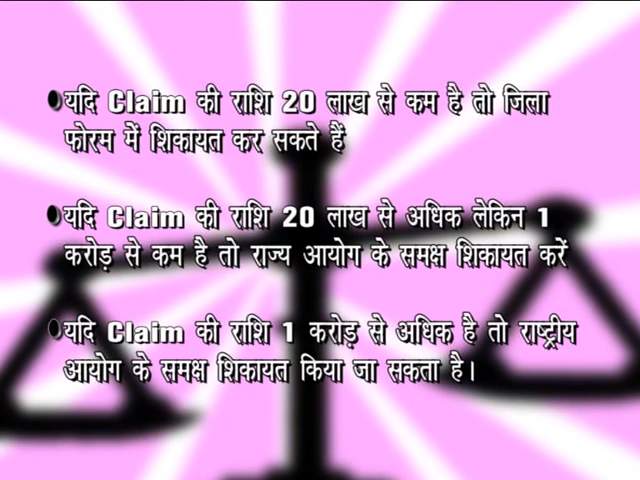 यदि Claim की राशि 20 लाख से कम है तो जिला
फोरम में शिकायत कर सकते हैं
यदि Claim की राशि 20 लाख से अधिक लेकिन 1
करोड़ से कम है तो राज्य आयोग के समक्ष शिकायत करें
यदि Claim की राशि 1 करोड़ से अधिक है तो राष्ट्रीय
आयोग के समक्ष शिकायत किया जा सकता है।